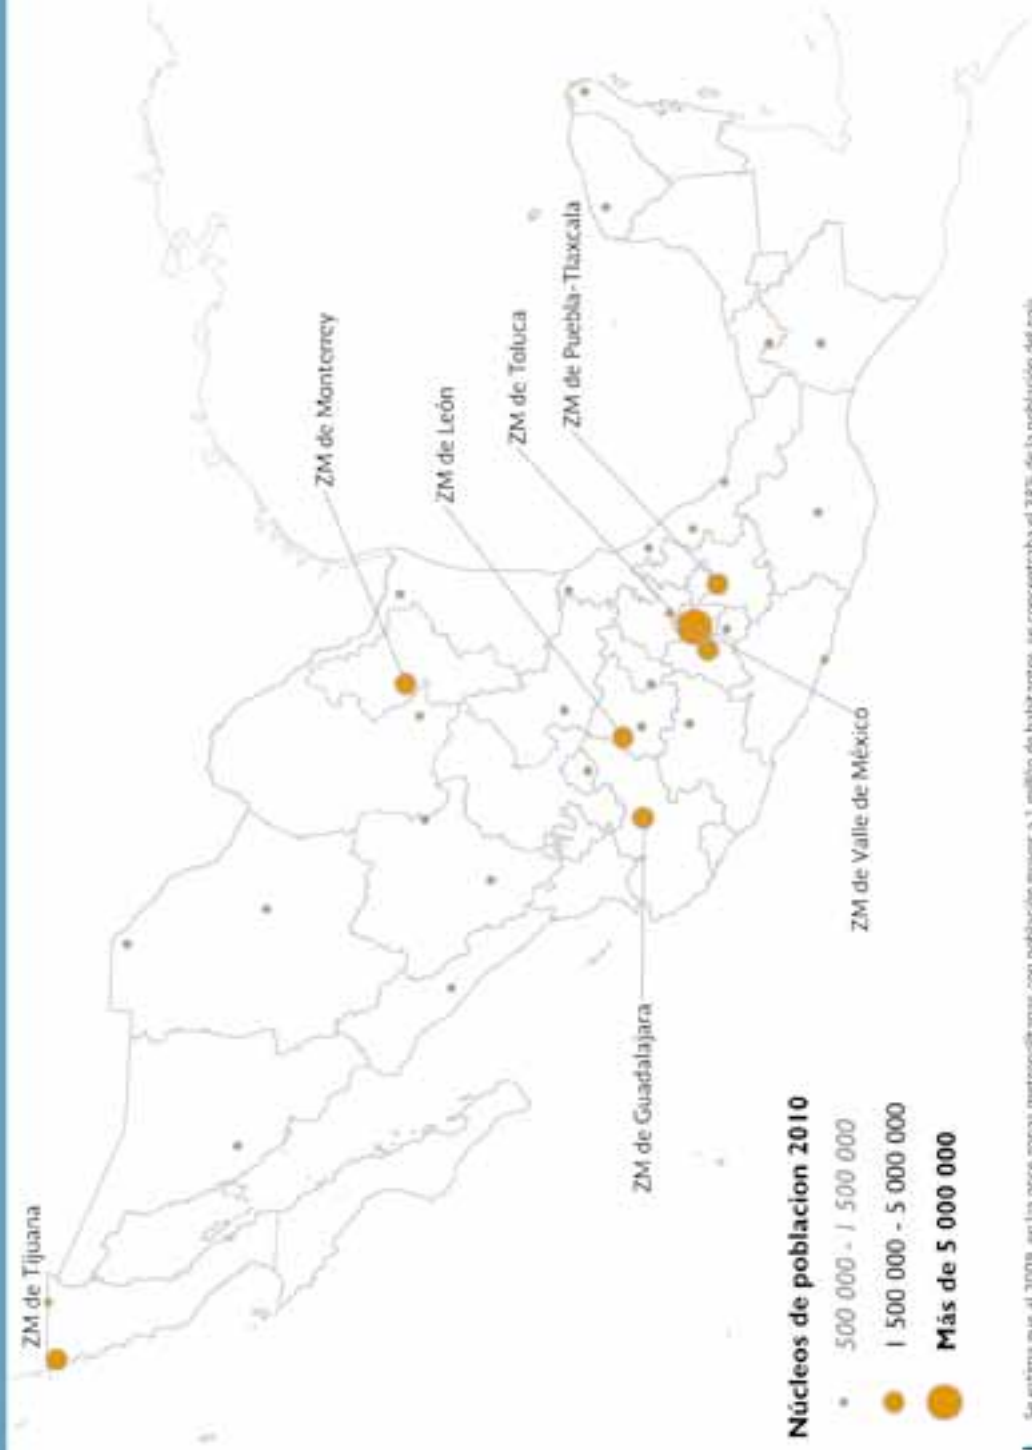 ZM de Tijuana
ZM de Monterrey
ZM de León
ZM de Toluca
ZM de Puebla-Tlaxcala
ZM de Guadalajara
ZM de Valle de México
Núcleos de poblacion 2010
500 000 - 1 500 000
1 500 000 - 5 000 000
Más de 5 000 000